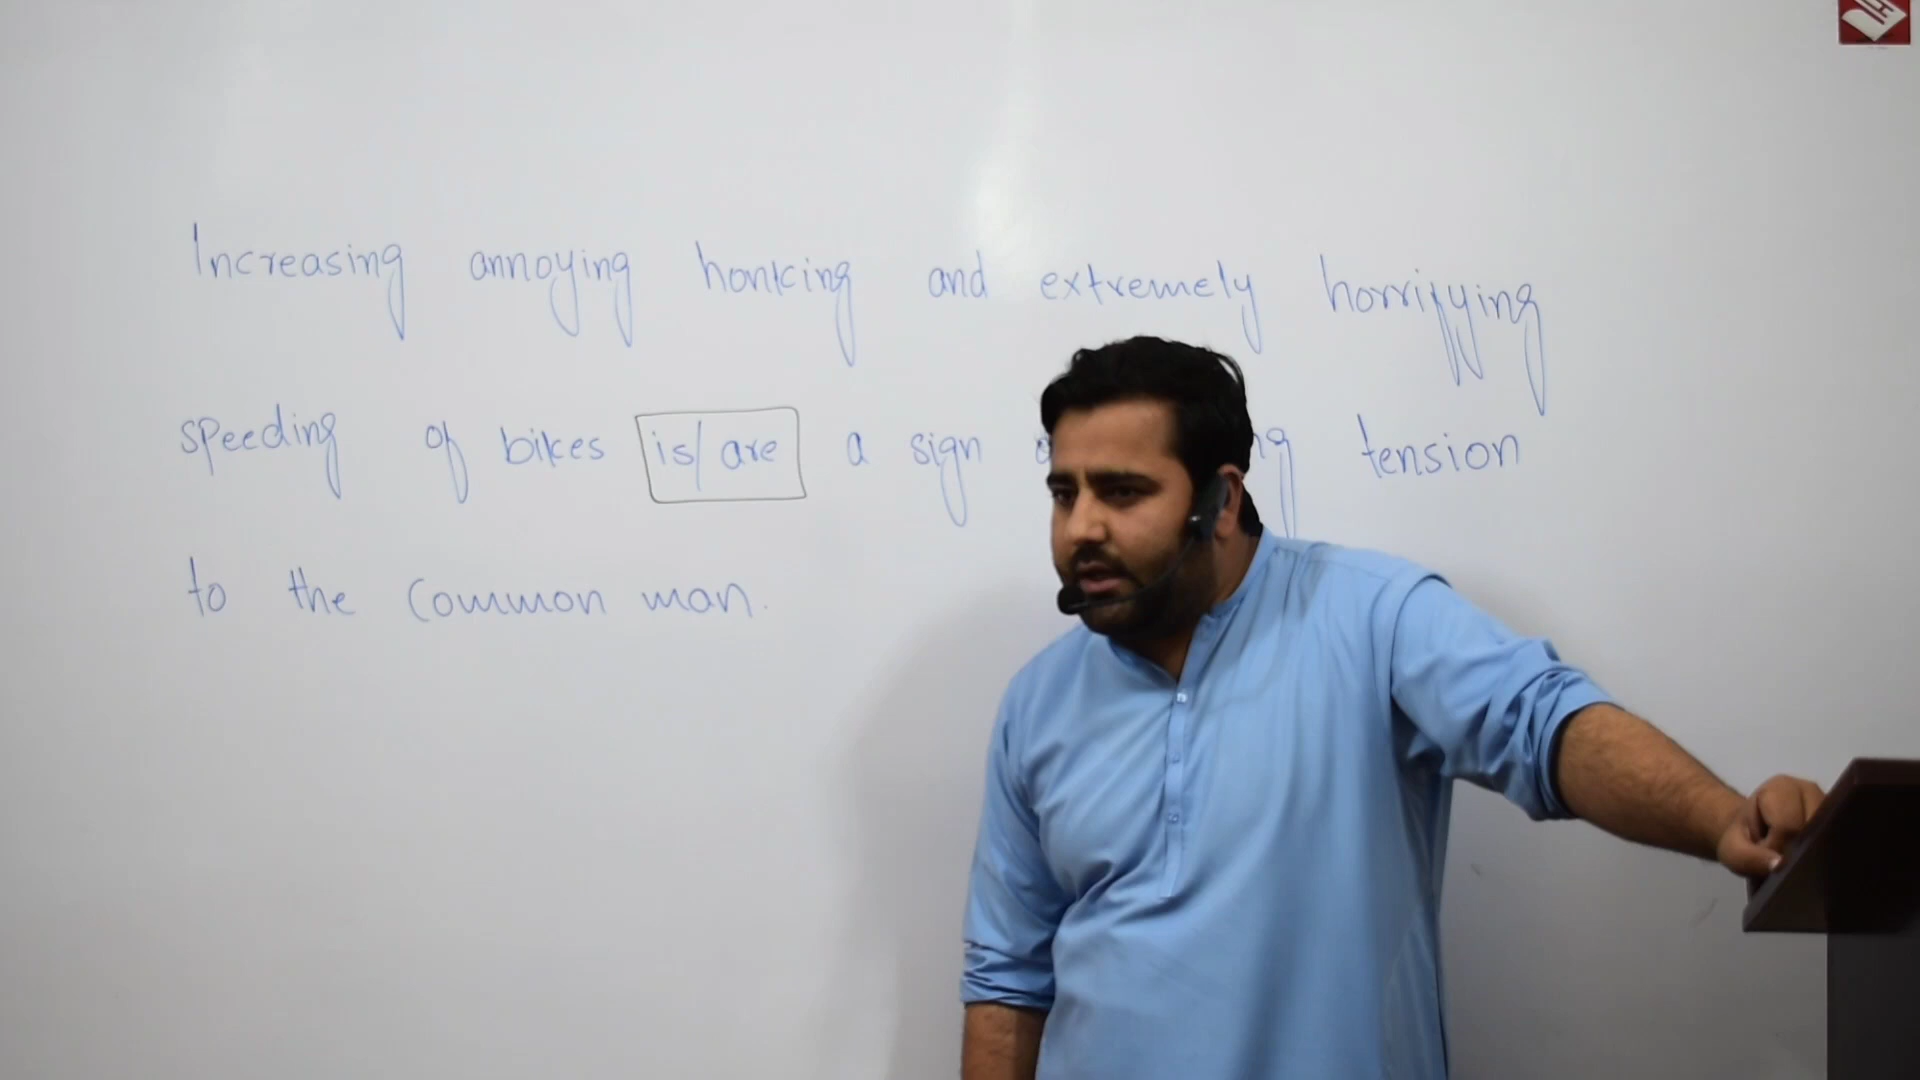 Increasing annoying honking and extremely horrifying
speeding of bikes is/are a sign tension
to the common man.